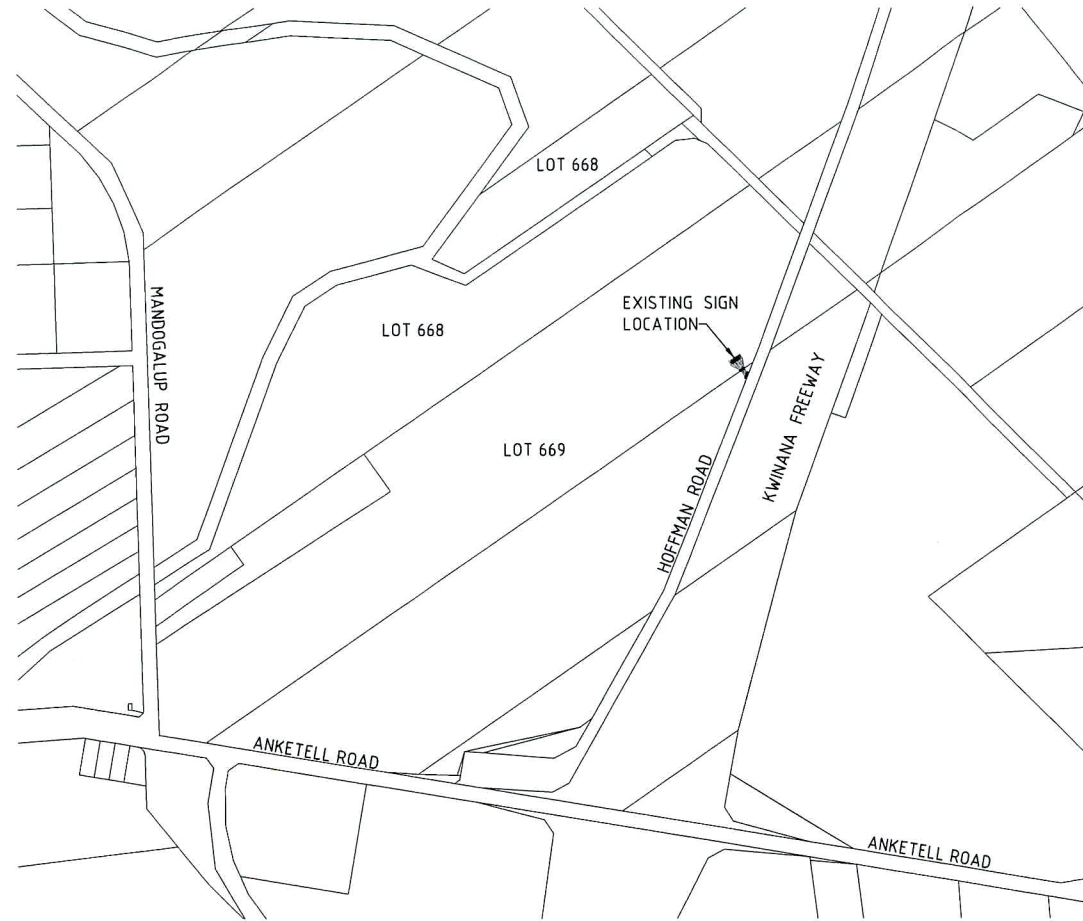 LOT 668
EXISTING SIGN
LOCATION
MANDOGALUP ROAD
LOT 668
KWINANA FREEWAY
LOT 669
HOFFMAN ROAD
ANKETELL ROAD
ANKETELL ROAD